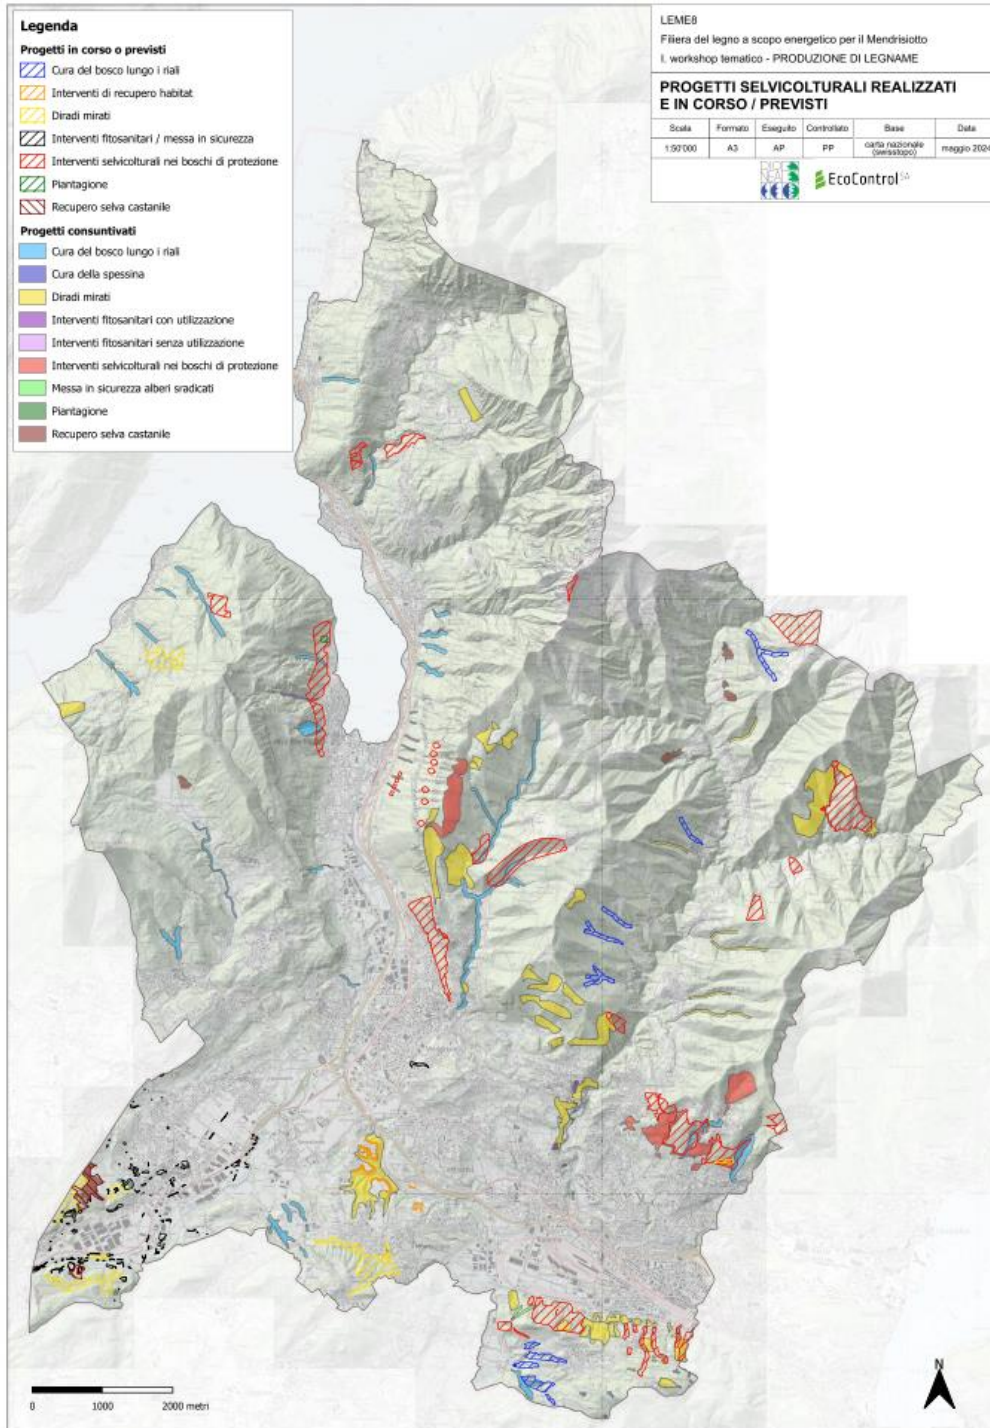 Legenda
Progetti in corso o previsti
Cura del bosco lungo i riali
Interventi di recupero habitat
Diradi mirati
Interventi fitosanitari / messa in sicurezza
Interventi selvicolturali nei boschi di protezione
Piantagione
Recupero selva castanile
Progetti consuntivati
Cura del bosco lungo i riali
Cura della spessina
Diradi mirati
Interventi fitosanitari con utilizzazione
Interventi fitosanitari senza utilizzazione
Interventi selvicolturali nei boschi di protezione
Messa in sicurezza alberi sradicati
Piantagione
Recupero selva castanile
LEME8
Filiera del legno a scopo energetico per il Mendrisiotto
I. workshop tematico - PRODUZIONE DI LEGNAME
PROGETTI SELVICOLTURALI REALIZZATI
E IN CORSO / PREVISTI
Scala Formato Eseguito Controllato Base Data
1:50'000 A3 AP PP carta nazionale (swisstopo) maggio 2024
EcoControl SA
0 1000 2000 metri
N